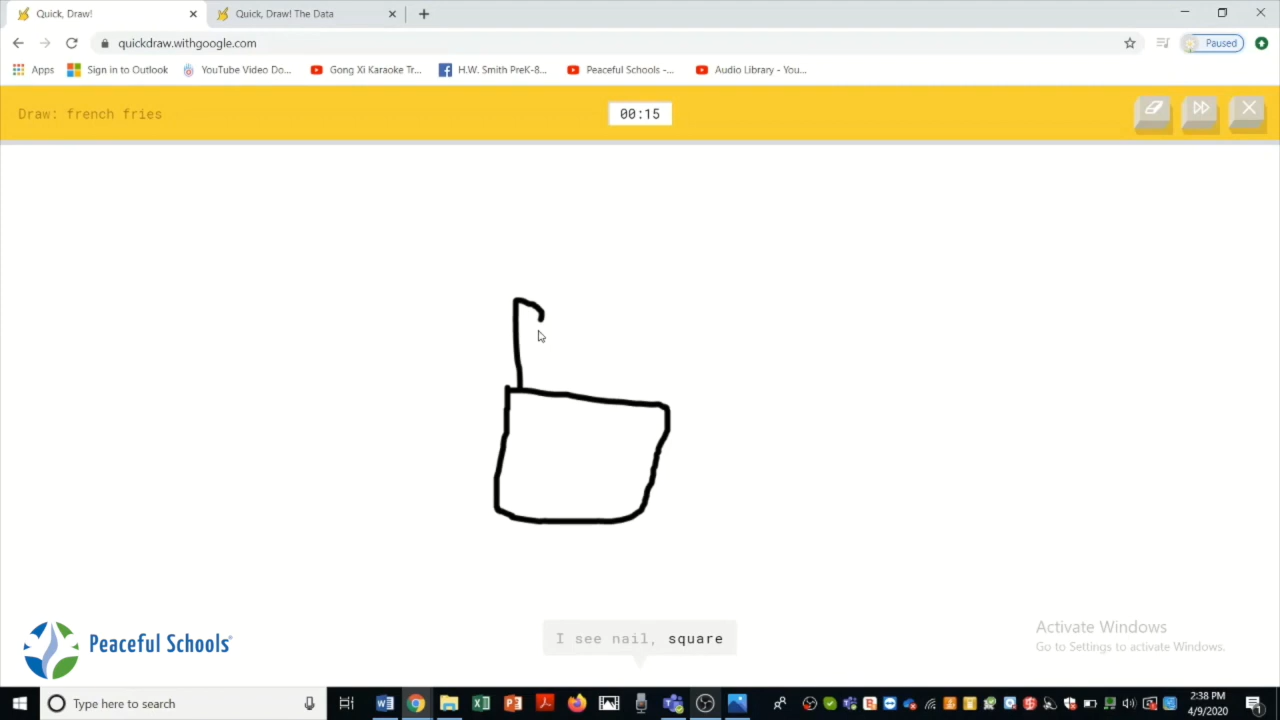 Quick, Draw!
Quick, Draw! The Data
quickdraw.withgoogle.com
Paused
Apps
Sign in to Outlook
YouTube Video Do...
Gong Xi Karaoke Tr...
H.W. Smith PreK-8...
Peaceful Schools -...
Audio Library - You...
Draw: french fries
00:15
I see nail, square
Peaceful Schools
Activate Windows
Go to Settings to activate Windows.
Type here to search
2:38 PM
4/9/2020